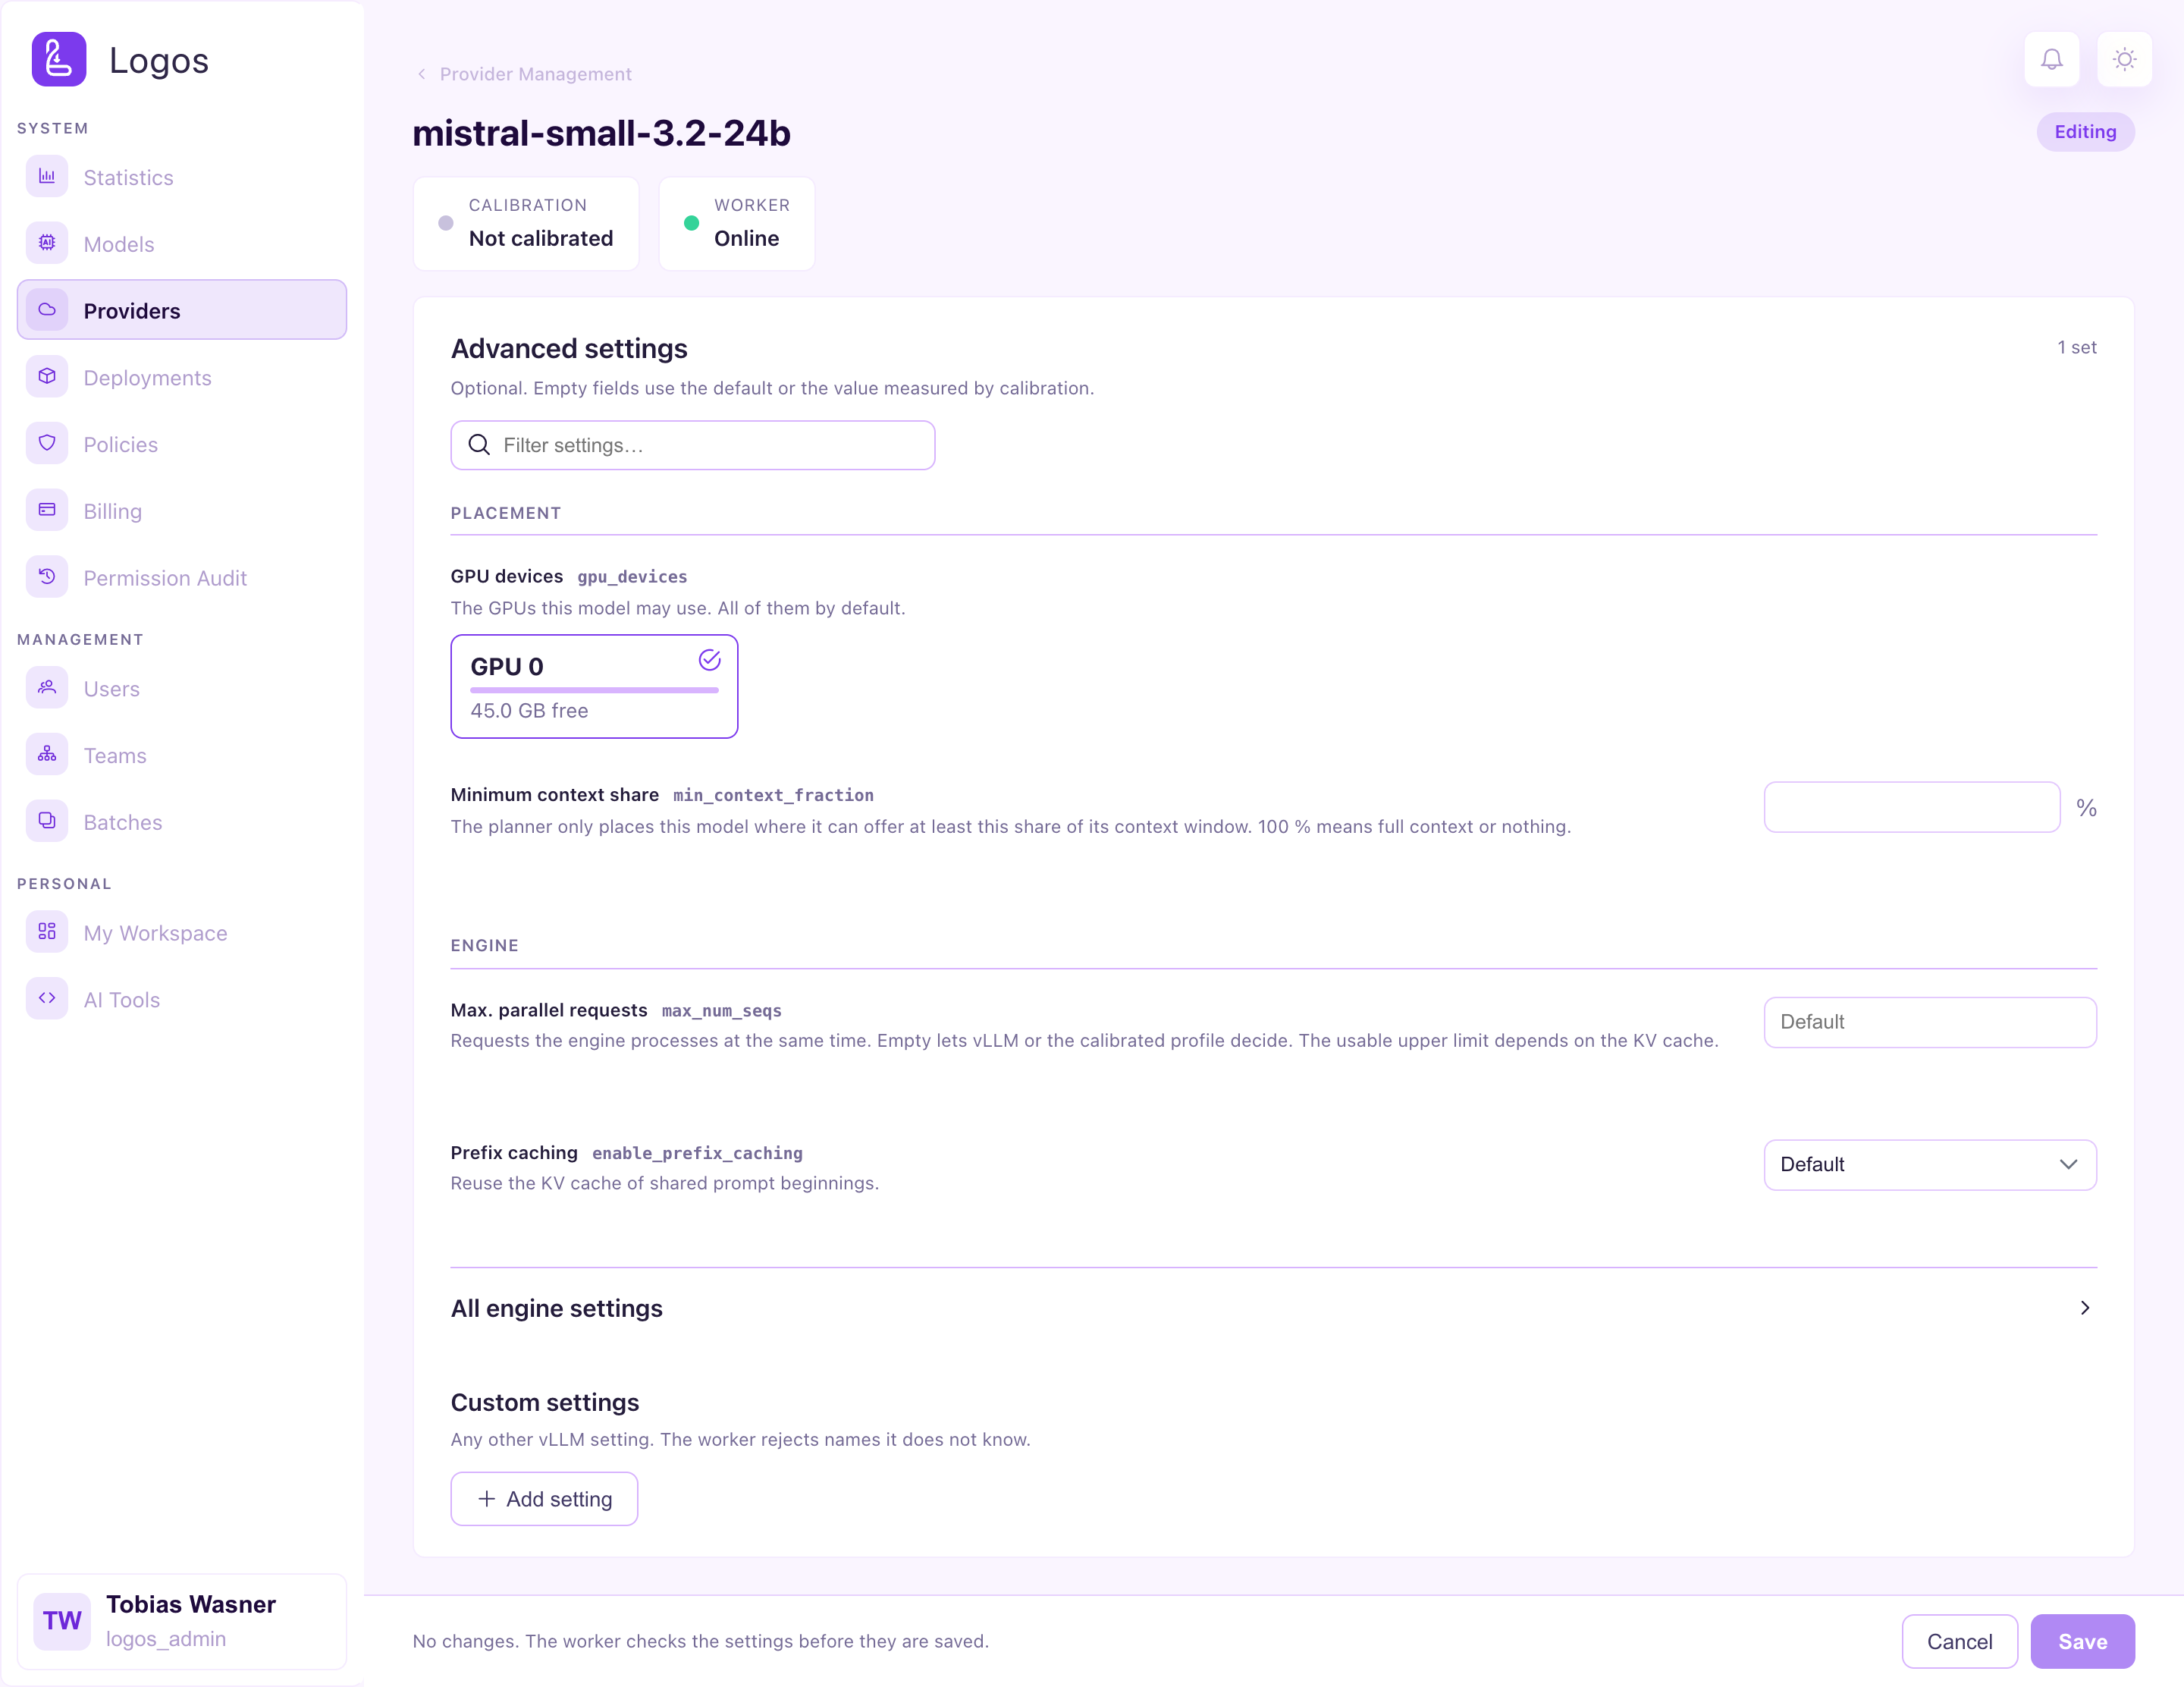 Logos
SYSTEM
Statistics
Models
Providers
Deployments
Policies
Billing
Permission Audit
MANAGEMENT
Users
Teams
Batches
PERSONAL
My Workspace
AI Tools
TW
Tobias Wasner
logos_admin
Provider Management
mistral-small-3.2-24b
Editing
CALIBRATION
Not calibrated
WORKER
Online
Advanced settings
1 set
Optional. Empty fields use the default or the value measured by calibration.
Filter settings…
PLACEMENT
GPU devices gpu_devices
The GPUs this model may use. All of them by default.
GPU 0
45.0 GB free
Minimum context share min_context_fraction
The planner only places this model where it can offer at least this share of its context window. 100 % means full context or nothing.
%
ENGINE
Max. parallel requests max_num_seqs
Requests the engine processes at the same time. Empty lets vLLM or the calibrated profile decide. The usable upper limit depends on the KV cache.
Default
Prefix caching enable_prefix_caching
Reuse the KV cache of shared prompt beginnings.
Default
All engine settings
Custom settings
Any other vLLM setting. The worker rejects names it does not know.
Add setting
No changes. The worker checks the settings before they are saved.
Cancel
Save